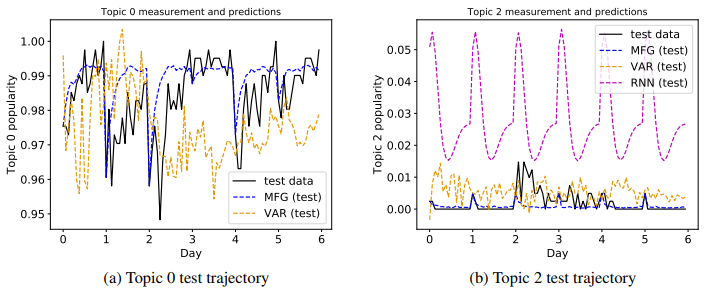 Topic 0 measurement and predictions
Topic 0 popularity
1.00
0.99
0.98
0.97
0.96
0.95
test data
MFG (test)
VAR (test)
0 1 2 3 4 5 6
Day
(a) Topic 0 test trajectory
Topic 2 measurement and predictions
Topic 2 popularity
0.05
0.04
0.03
0.02
0.01
0.00
test data
MFG (test)
VAR (test)
RNN (test)
0 1 2 3 4 5 6
Day
(b) Topic 2 test trajectory